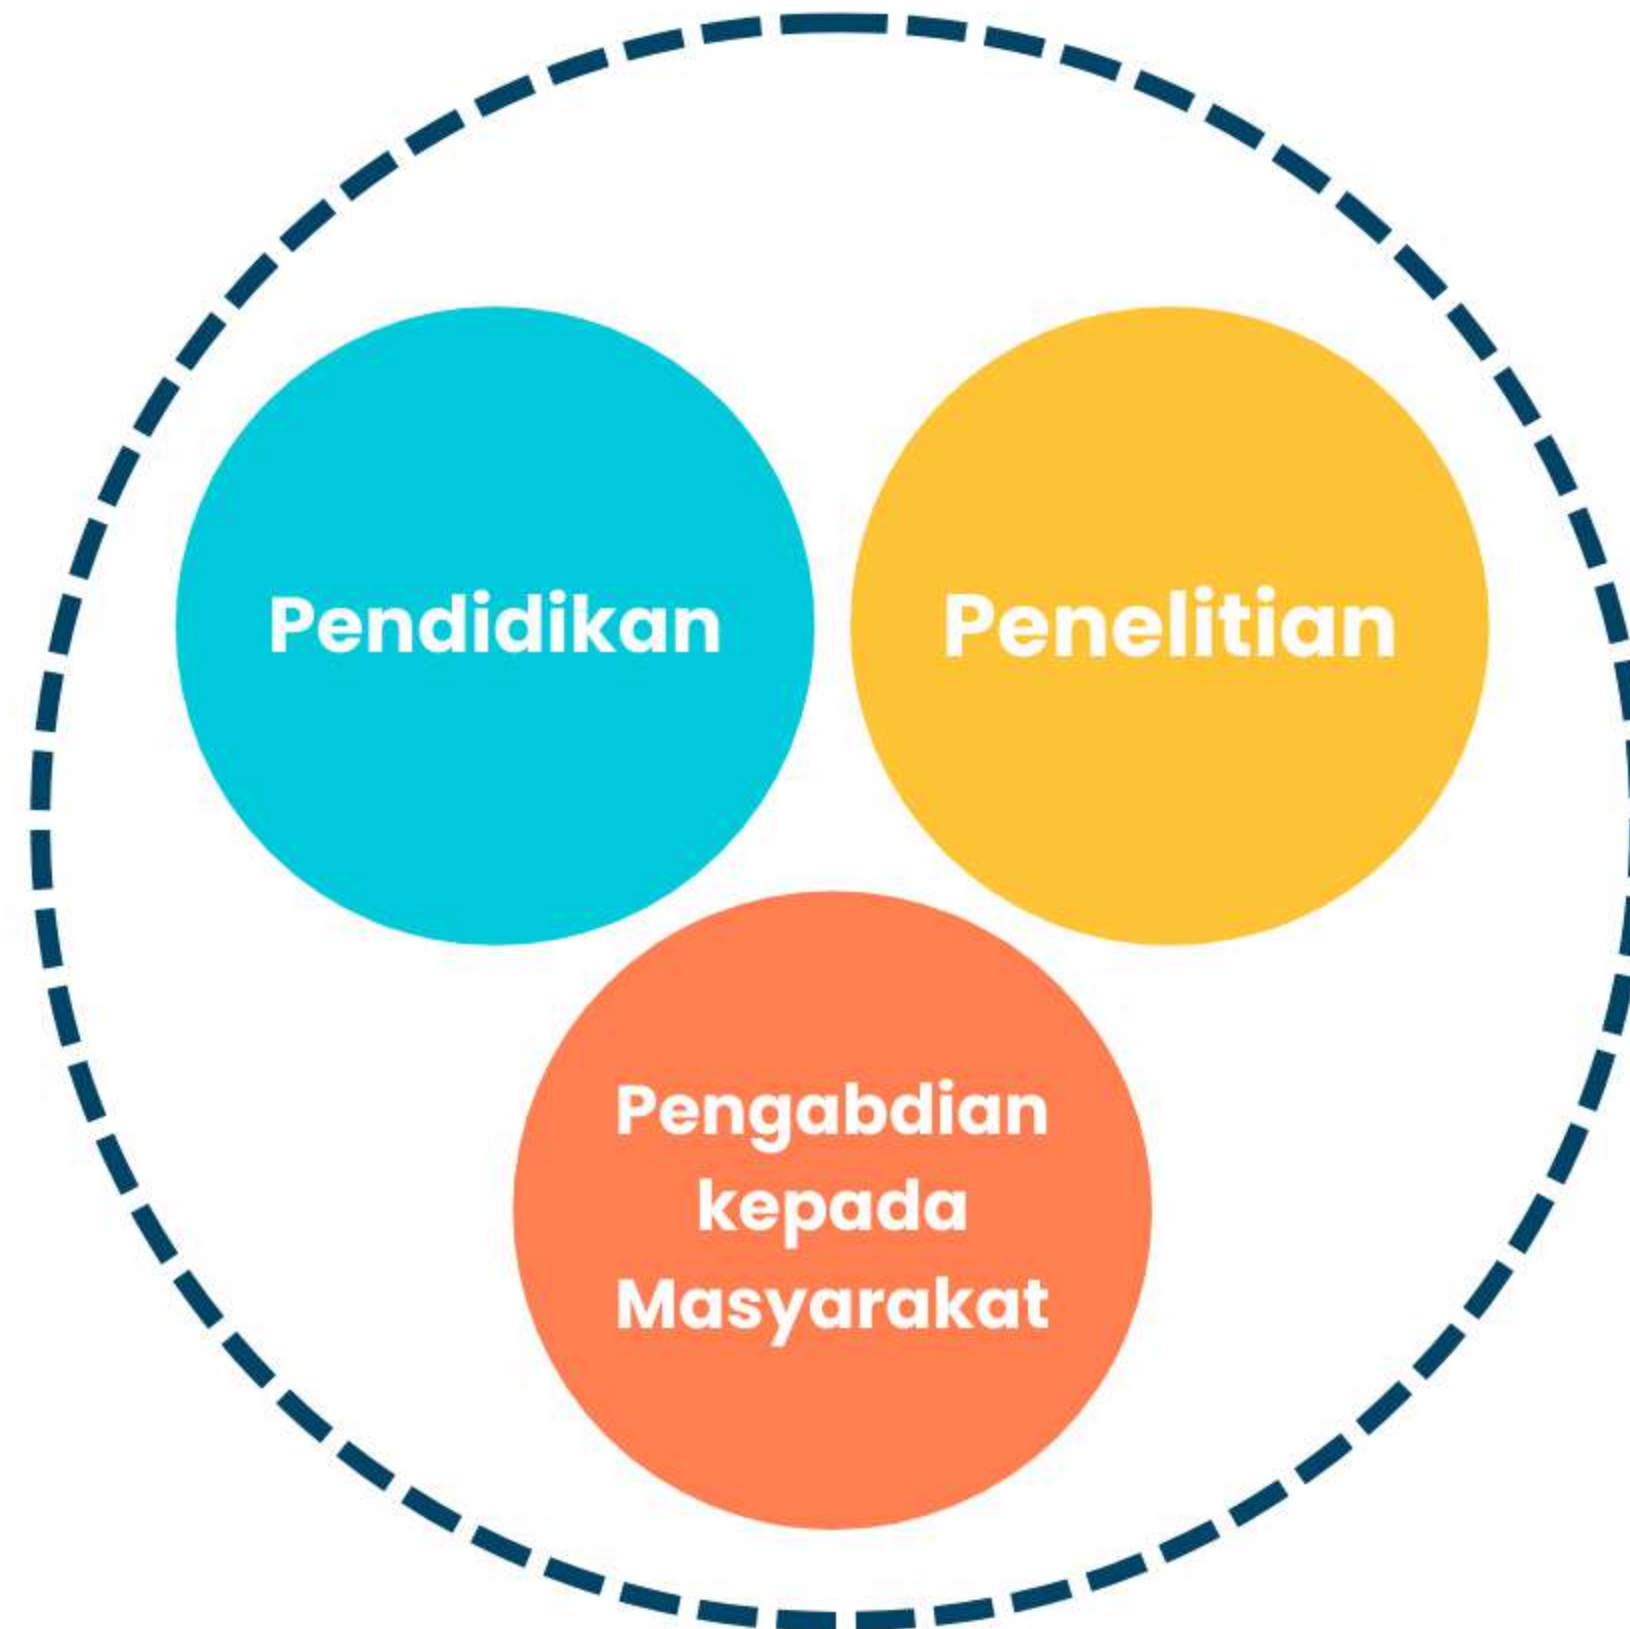 Pendidikan
Penelitian
Pengabdian
kepada
Masyarakat